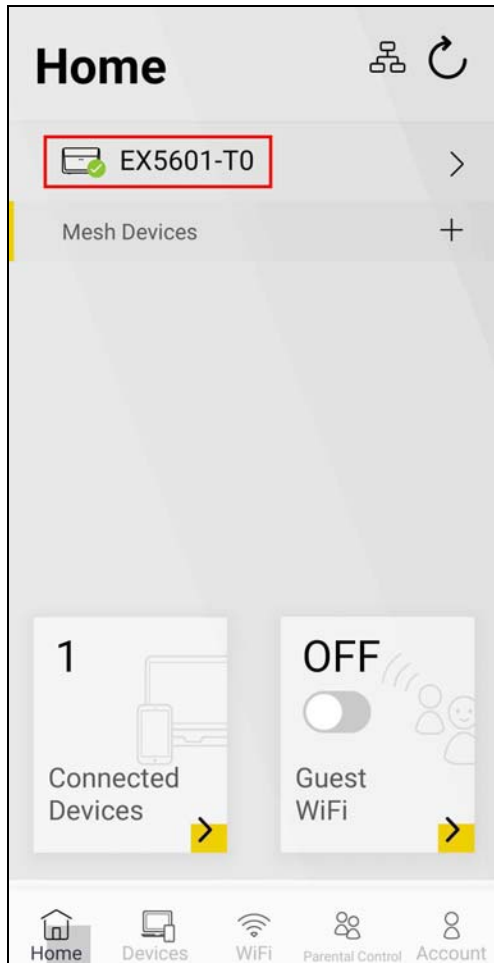 Home
EX5601-T0
Mesh Devices
1
Connected
Devices
OFF
Guest
WiFi
Home Devices WiFi Parental Control Account